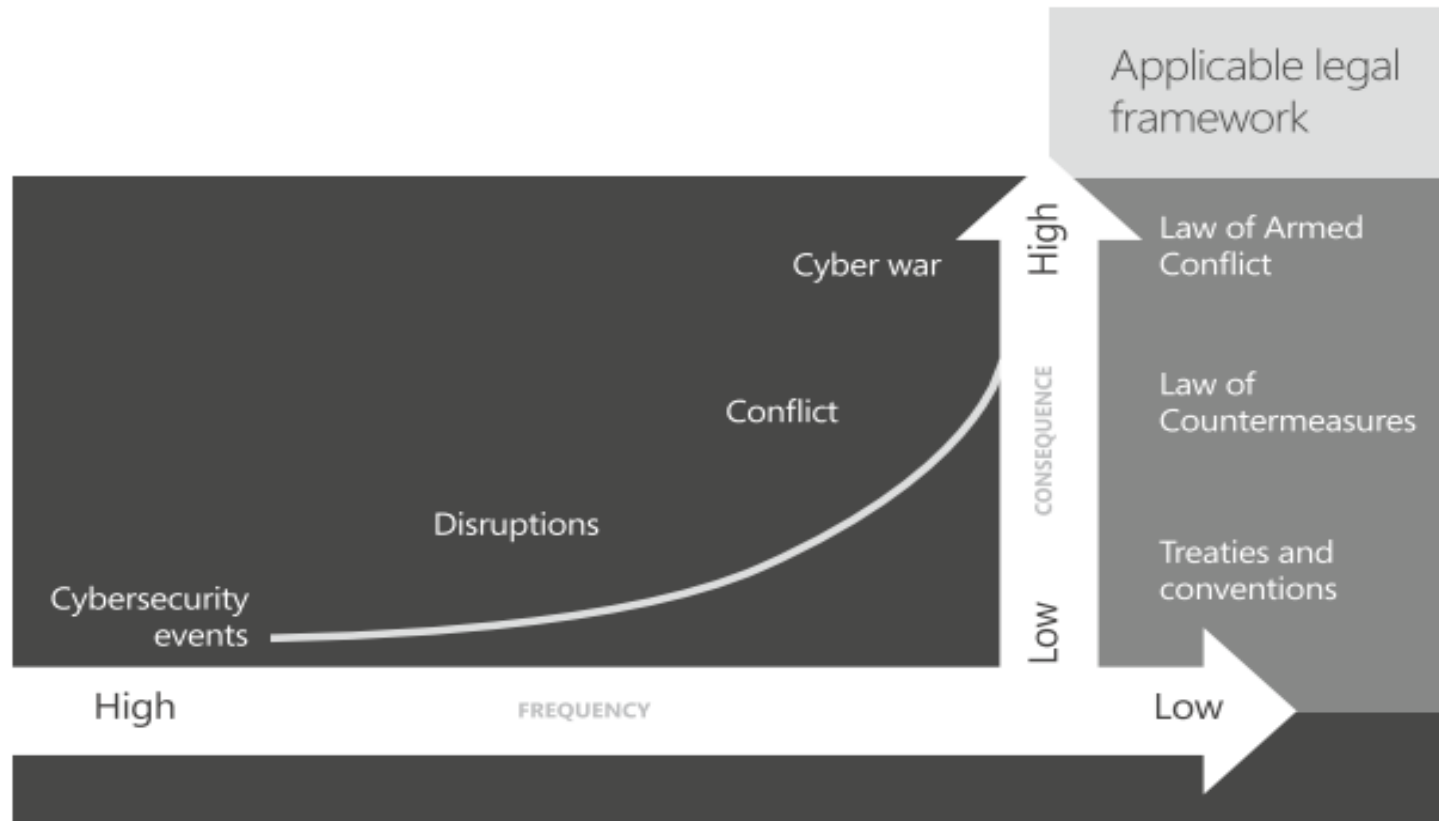 Applicable legal
framework
High
Law of Armed
Conflict
Cyber war
Law of
Countermeasures
CONSEQUENCE
Conflict
Disruptions
Treaties and
conventions
Cybersecurity
events
Low
High
FREQUENCY
Low